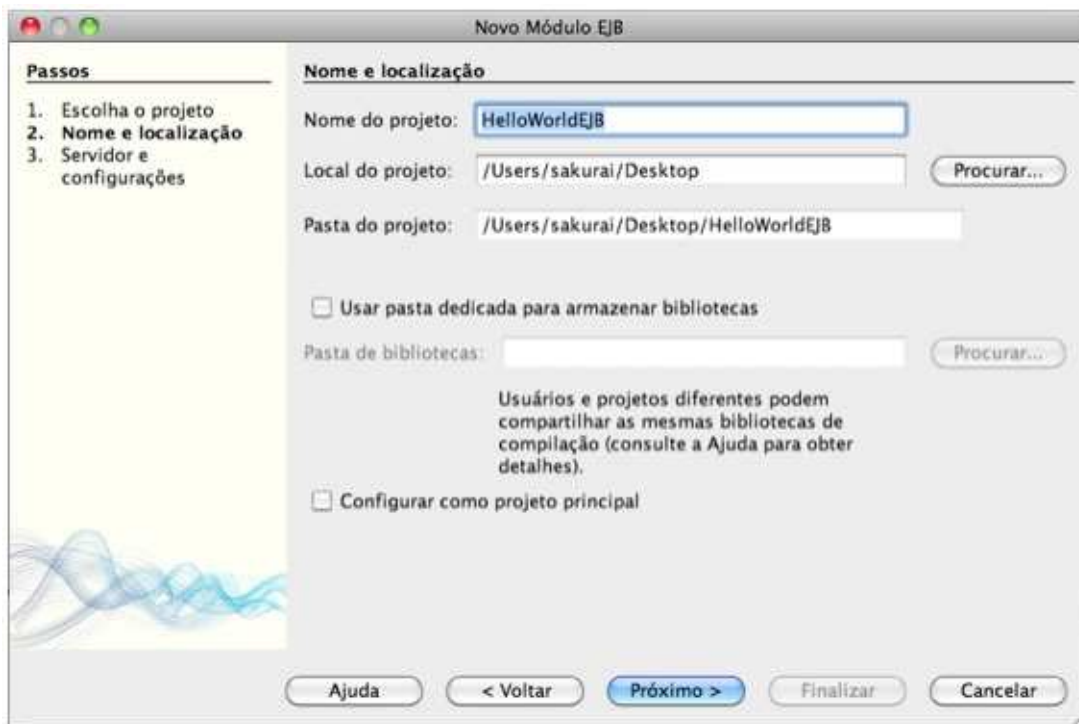 Novo Módulo EJB
Passos
1. Escolha o projeto
2. Nome e localização
3. Servidor e
configurações
Nome e localização
Nome do projeto: HelloWorldEJB
Local do projeto: /Users/sakurai/Desktop Procurar...
Pasta do projeto: /Users/sakurai/Desktop/HelloWorldEJB
Usar pasta dedicada para armazenar bibliotecas
Pasta de bibliotecas: Procurar...
Usuários e projetos diferentes podem
compartilhar as mesmas bibliotecas de
compilação (consulte a Ajuda para obter
detalhes).
Configurar como projeto principal
Ajuda < Voltar Próximo > Finalizar Cancelar